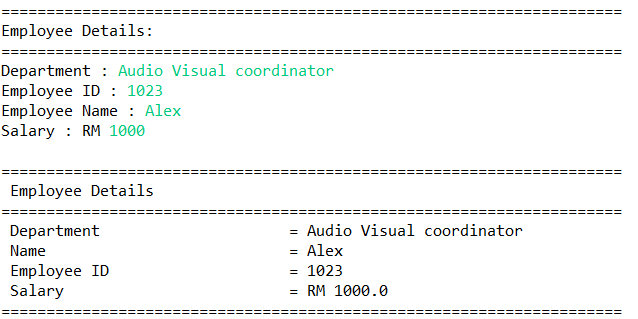 ========================================================================
Employee Details:
========================================================================
Department : Audio Visual coordinator
Employee ID : 1023
Employee Name : Alex
Salary : RM 1000

========================================================================
 Employee Details
========================================================================
 Department                     = Audio Visual coordinator
 Name                           = Alex
 Employee ID                    = 1023
 Salary                         = RM 1000.0
========================================================================